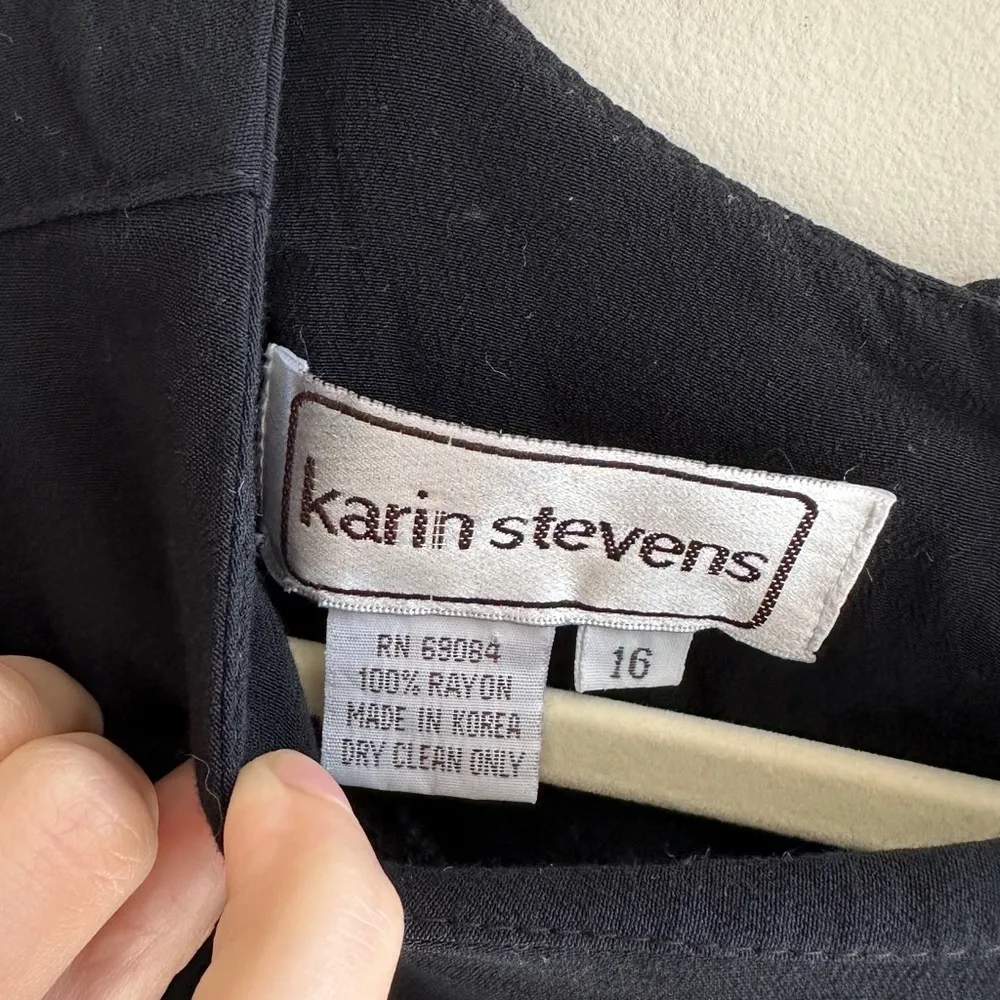 karin stevens
RN 69084
100% RAYON
MADE IN KOREA
DRY CLEAN ONLY
16